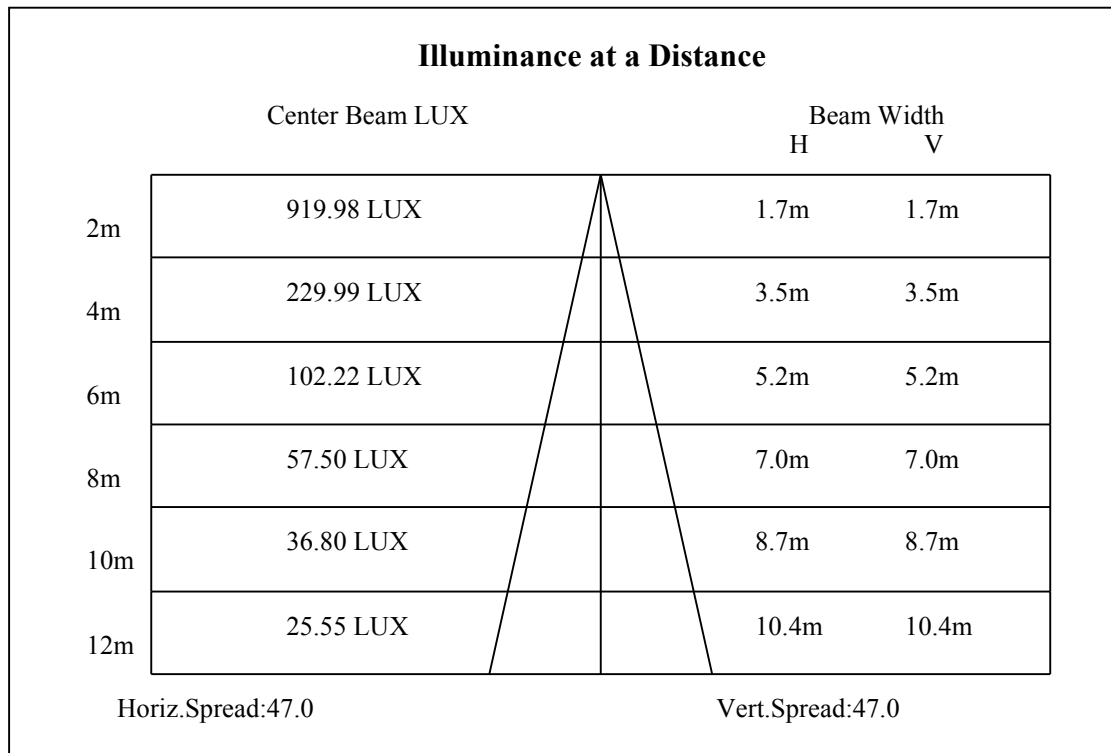 Illuminance at a Distance
Center Beam LUX Beam Width
H V
2m 919.98 LUX 1.7m 1.7m
4m 229.99 LUX 3.5m 3.5m
6m 102.22 LUX 5.2m 5.2m
8m 57.50 LUX 7.0m 7.0m
10m 36.80 LUX 8.7m 8.7m
12m 25.55 LUX 10.4m 10.4m
Horiz.Spread:47.0 Vert.Spread:47.0